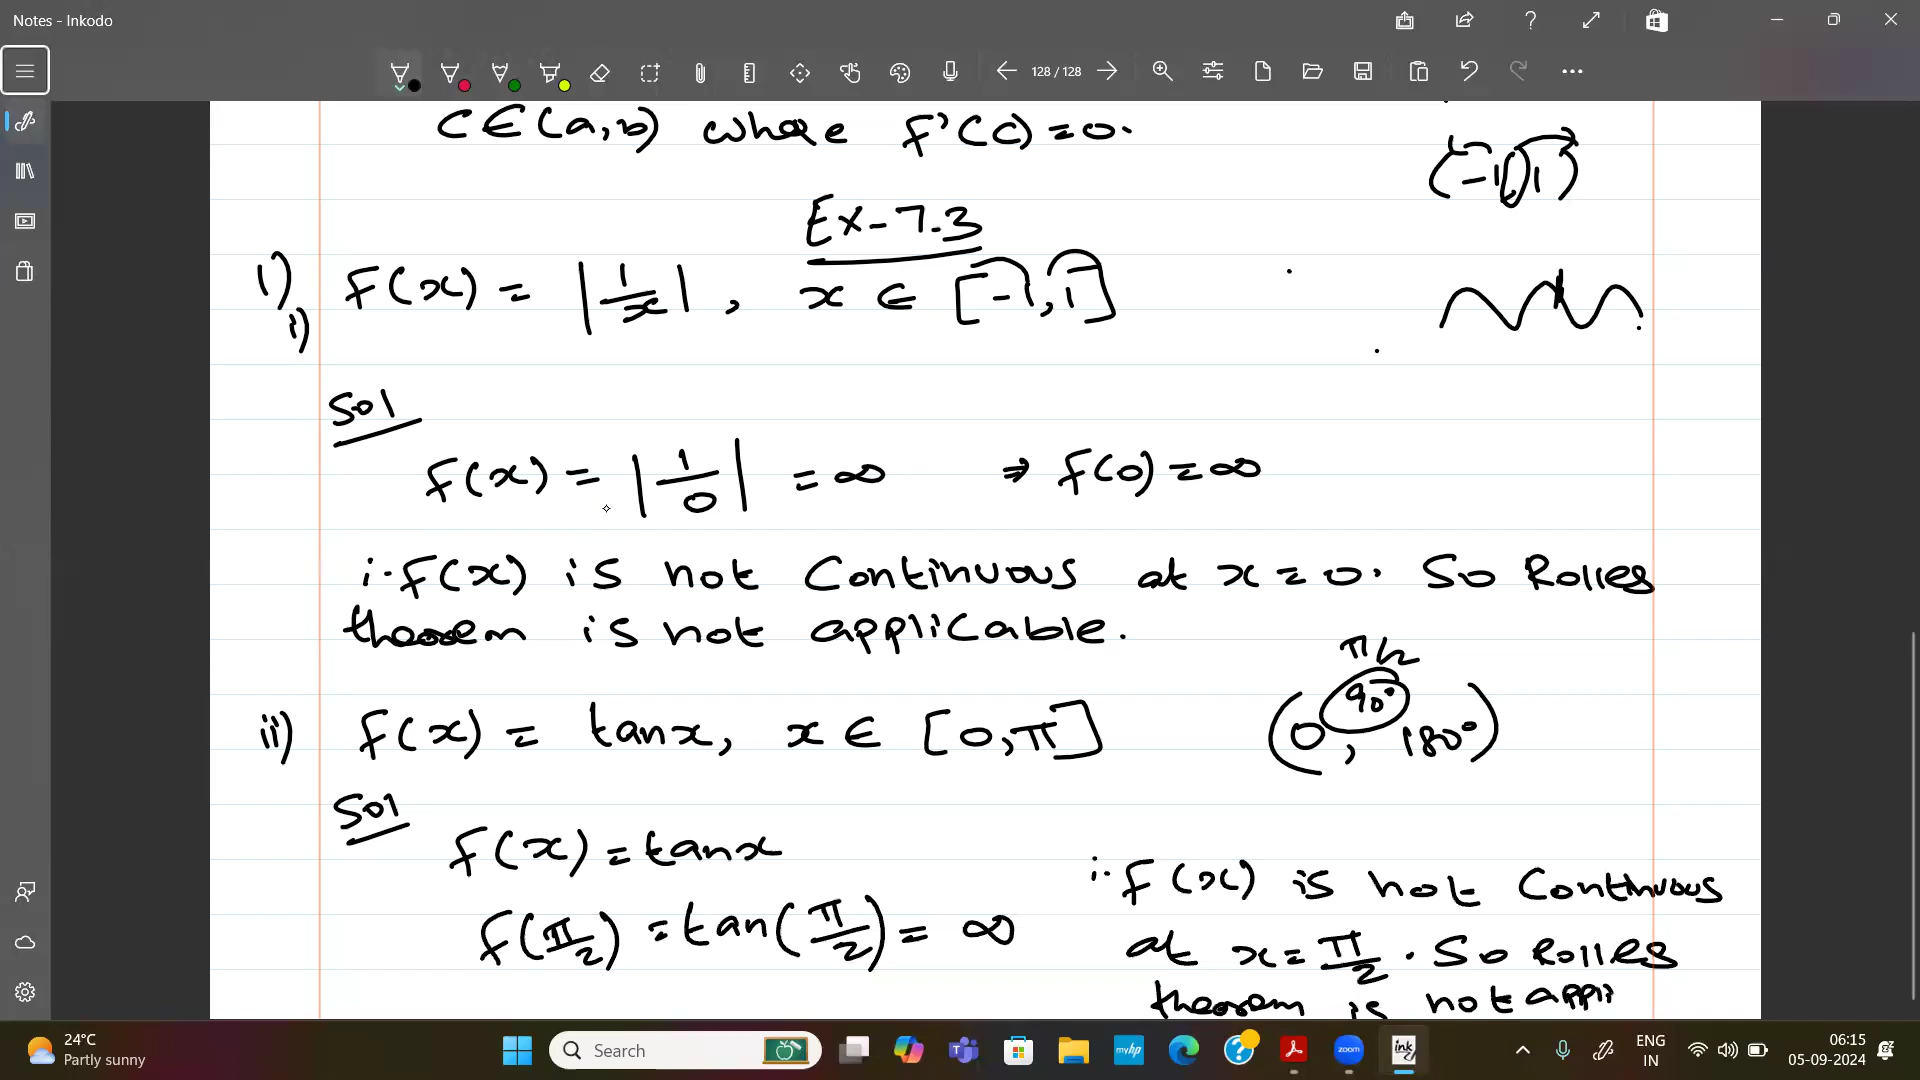 Notes - Inkodo
128 / 128
C∈(a,b) where f'(c)=0.
(-1,0,1)
Ex-7.3
1) i) f(x) = |1/x|, x ∈ [-1,1]
Sol
f(x) = |1/0| = ∞ ⇒ f(0) = ∞
∴ f(x) is not continuous at x=0. So Rolles
theorem is not applicable.
π/2
90°
ii) f(x) = tanx, x ∈ [0,π] (0, 180°)
Sol
f(x) = tanx
f(π/2) = tan(π/2) = ∞
∴ f(x) is not continuous
at x = π/2. So Rolles
theorem is not appli
24°C
Partly sunny
Search
myhp
zoom
ink
ENG
IN
06:15
05-09-2024